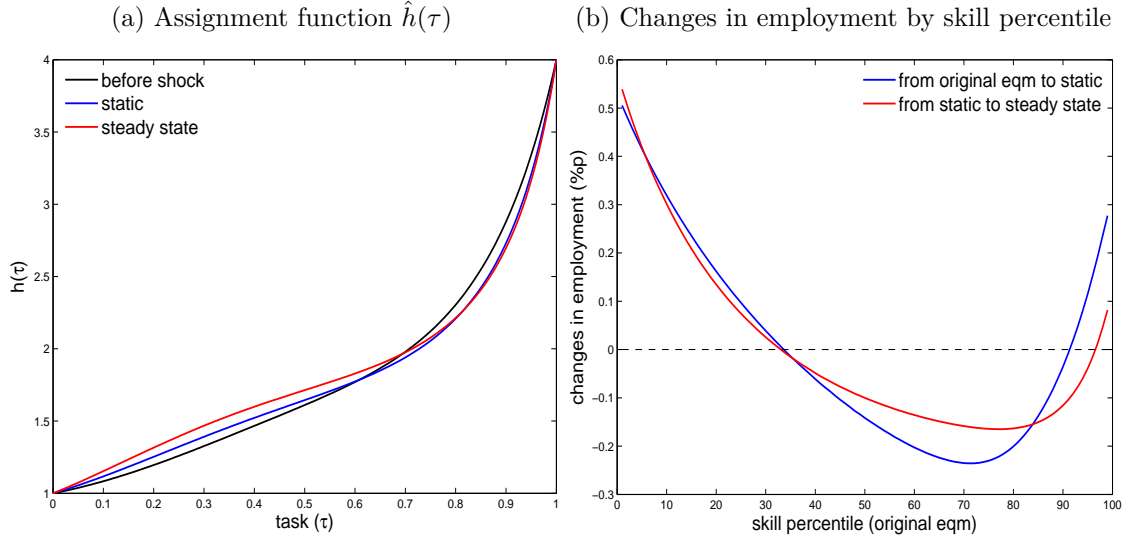 (a) Assignment function ĥ(τ)
(b) Changes in employment by skill percentile
before shock
static
steady state
4
3.5
3
2.5
2
1.5
1
h(τ)
0 0.1 0.2 0.3 0.4 0.5 0.6 0.7 0.8 0.9 1
task (τ)
from original eqm to static
from static to steady state
0.6
0.5
0.4
0.3
0.2
0.1
0
−0.1
−0.2
−0.3
changes in employment (%p)
0 10 20 30 40 50 60 70 80 90 100
skill percentile (original eqm)